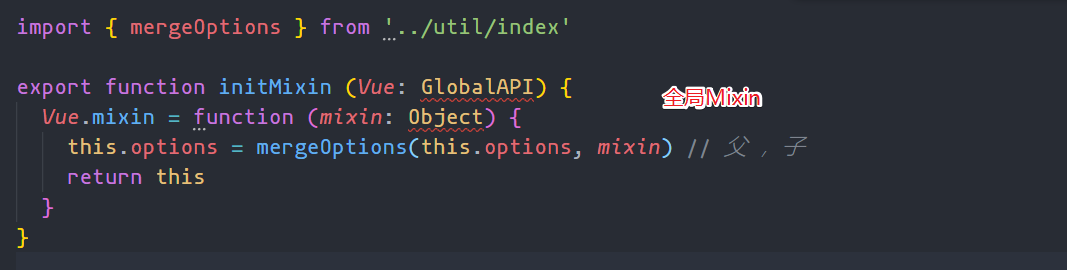 import { mergeOptions } from '../util/index'
export function initMixin (Vue: GlobalAPI) {
全局Mixin
Vue.mixin = function (mixin: Object) {
this.options = mergeOptions(this.options, mixin) // 父，子
return this
}
}